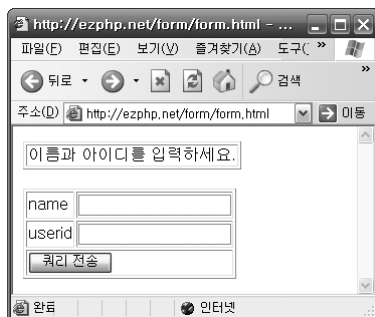 http://ezphp.net/form/form.html - ...
파일(F) 편집(E) 보기(V) 즐겨찾기(A) 도구( »
뒤로 검색 »
주소(D) http://ezphp.net/form/form.html 이동
이름과 아이디를 입력하세요.
name
userid
쿼리 전송
완료 인터넷